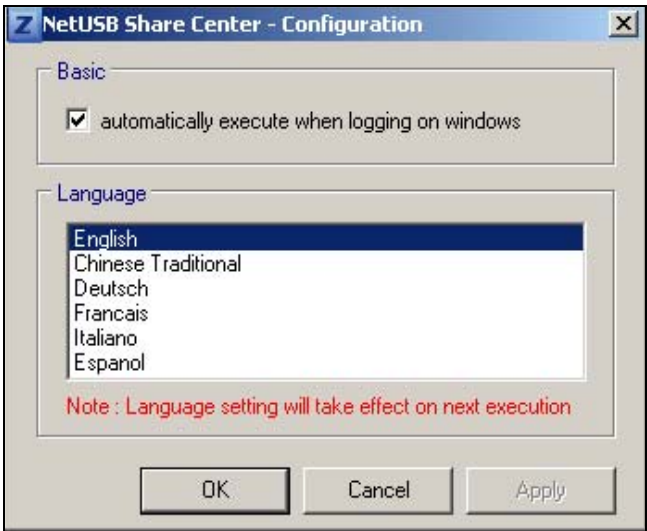 Z NetUSB Share Center - Configuration
Basic
automatically execute when logging on windows
Language
English
Chinese Traditional
Deutsch
Francais
Italiano
Espanol
Note : Language setting will take effect on next execution
OK Cancel Apply